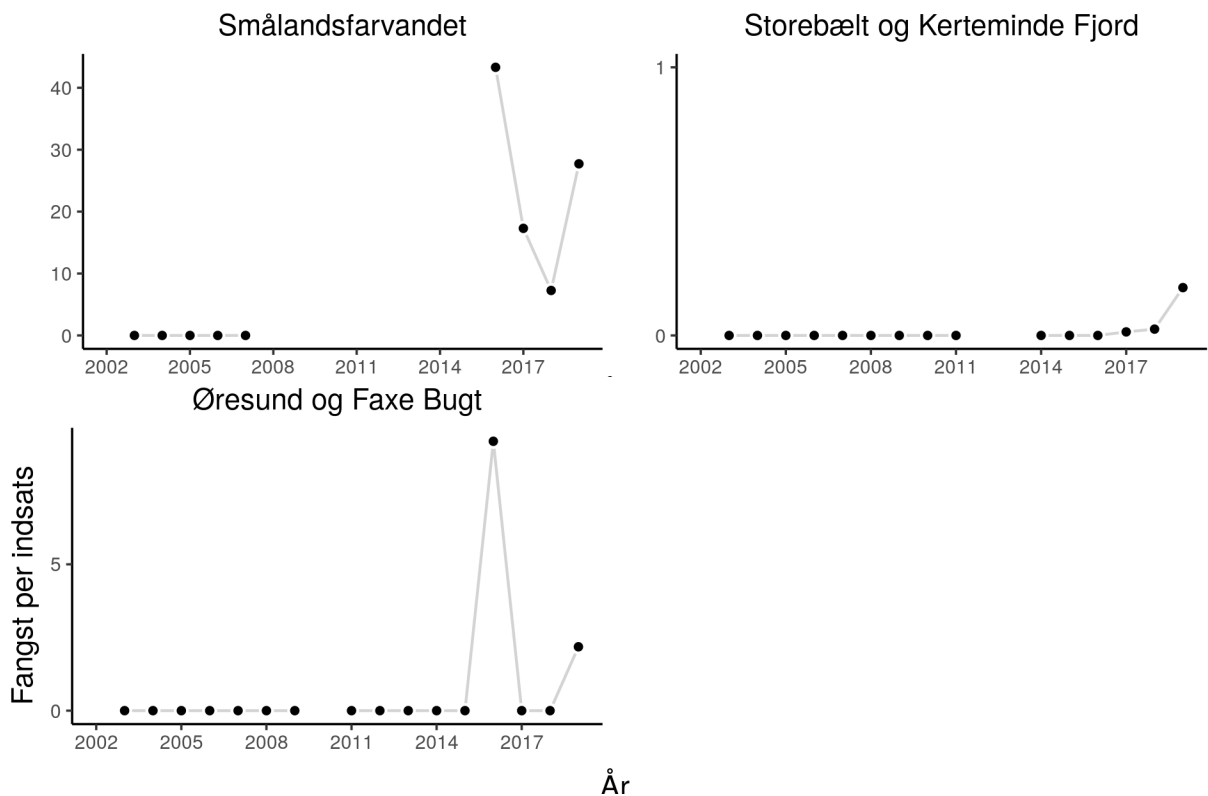 Smålandsfarvandet
40
30
20
10
0
2002 2005 2008 2011 2014 2017
Storebælt og Kerteminde Fjord
1
0
2002 2005 2008 2011 2014 2017
Øresund og Faxe Bugt
Fangst per indsats
5
0
2002 2005 2008 2011 2014 2017
År